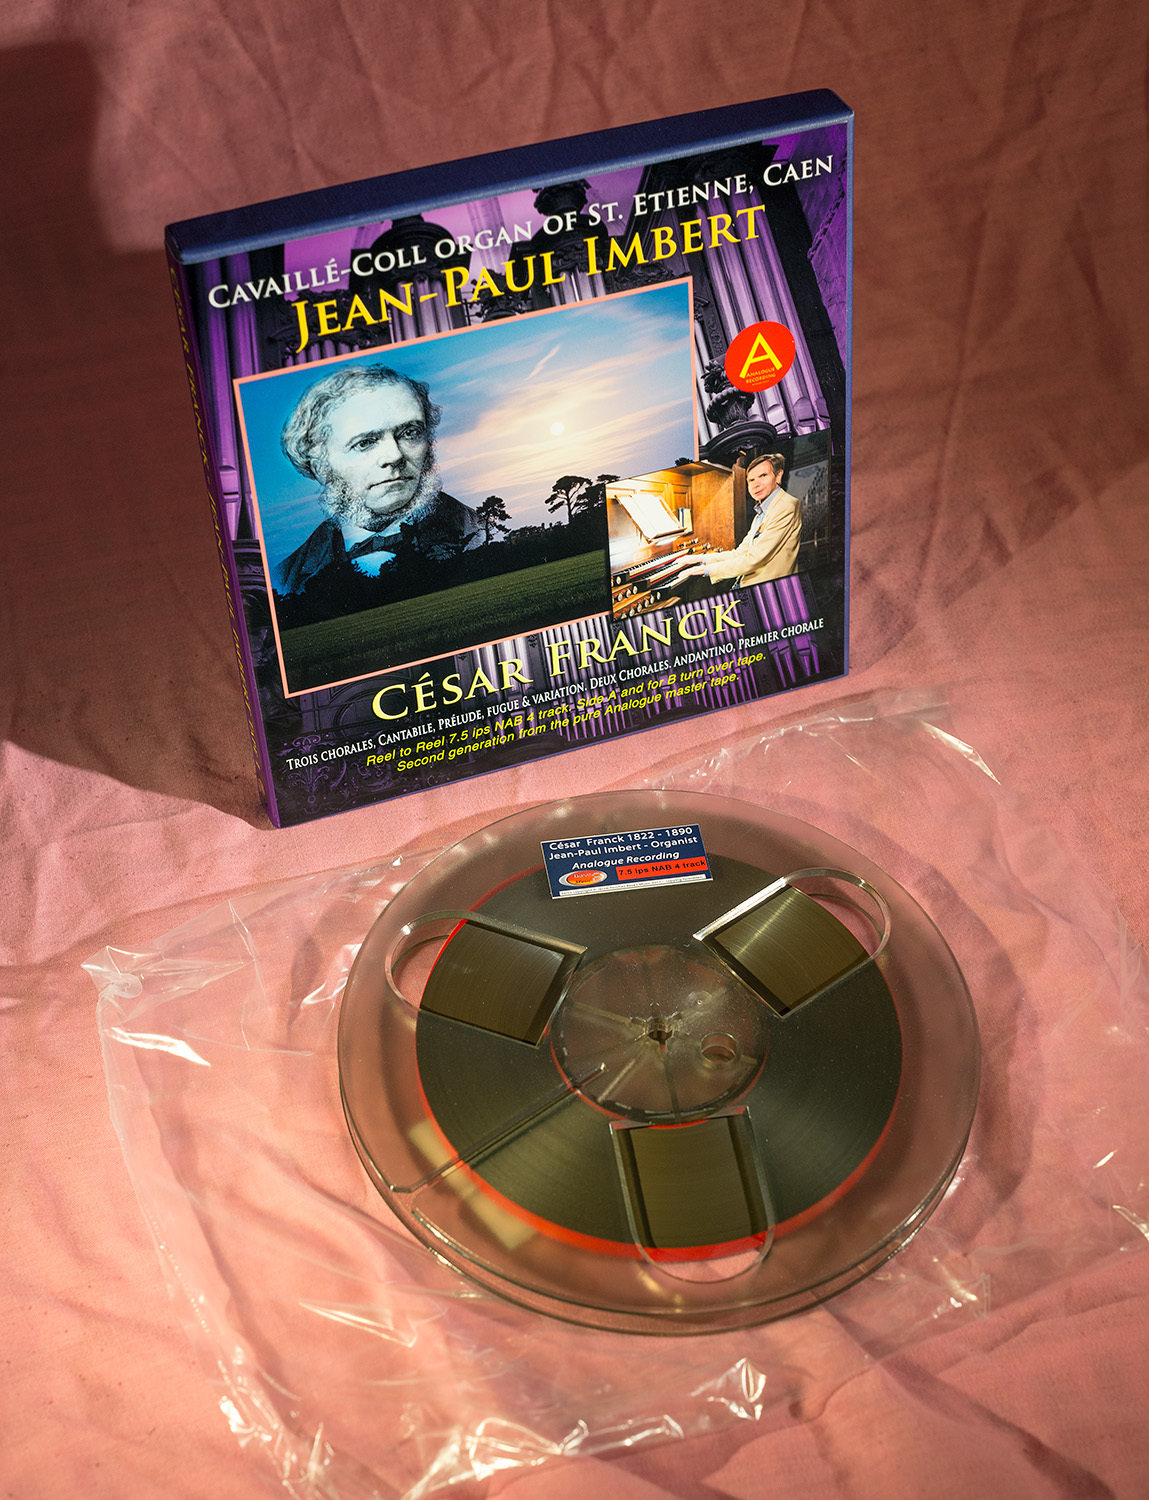 CAVAILLÉ-COLL ORGAN OF ST. ETIENNE, CAEN
JEAN-PAUL IMBERT
A
ANALOGUE
RECORDING
CÉSAR FRANCK
TROIS CHORALES, CANTABILE, PRÉLUDE, FUGUE & VARIATION, DEUX CHORALES, ANDANTINO, PREMIER CHORALE
Reel to Reel 7.5 ips NAB 4 track. Side A and for B turn over tape.
Second generation from the pure Analogue master tape.
César Franck 1822 - 1890
Jean-Paul Imbert - Organist
Analogue Recording
7.5 ips NAB 4 track